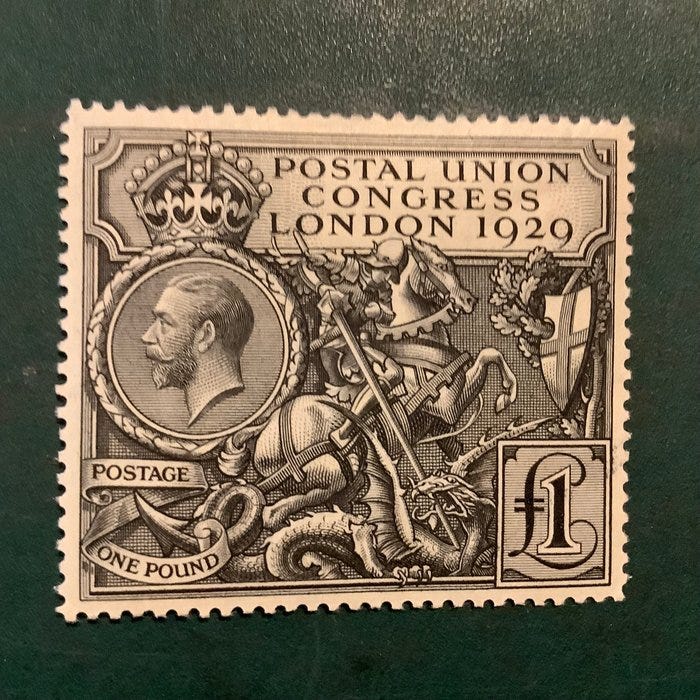 POSTAL UNION
CONGRESS
LONDON 1929
POSTAGE
ONE POUND
£1